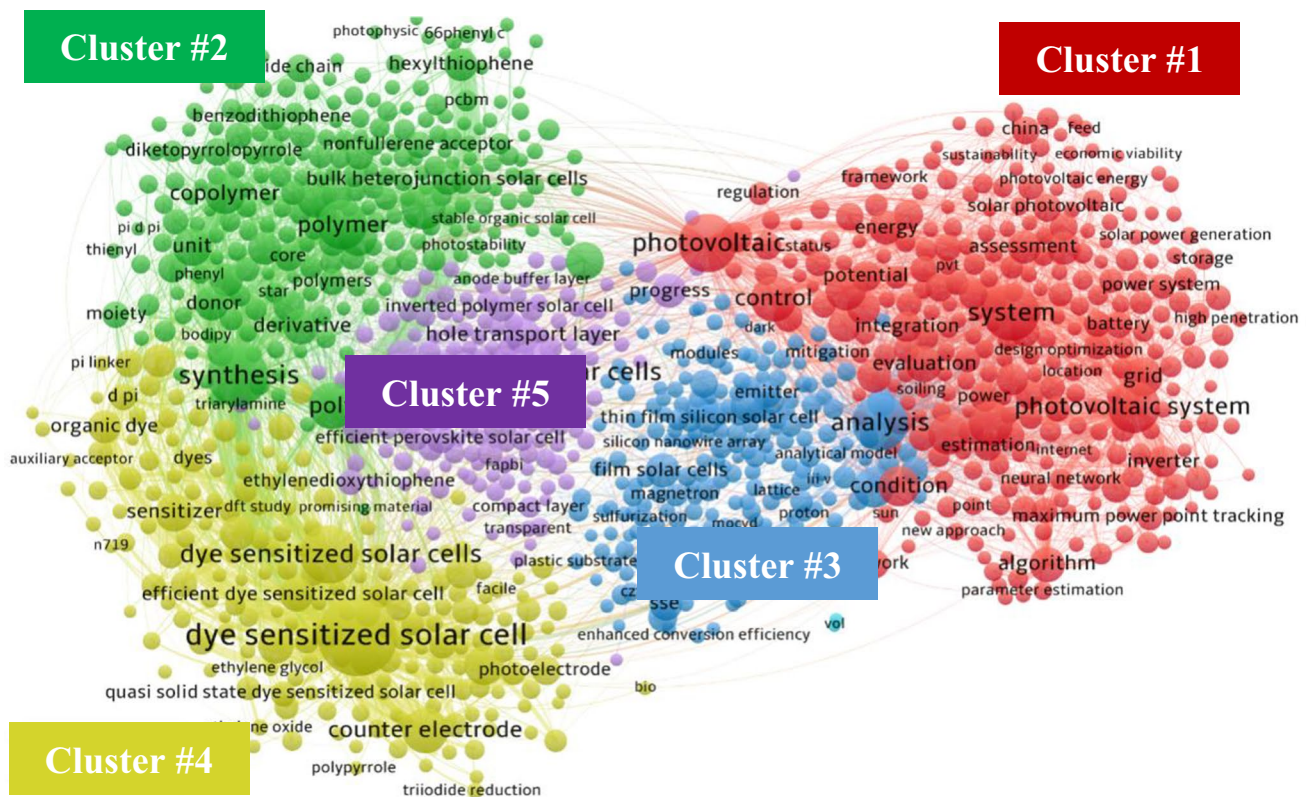 photophysic 66phenyl c
Cluster #2
ide chain
hexylthiophene
Cluster #1
pcbm
benzodithiophene
china
feed
diketopyrrolopyrrole
nonfullerene acceptor
sustainability
economic viability
bulk heterojunction solar cells
regulation
framework
photovoltaic energy
copolymer
solar photovoltaic
polymer
stable organic solar cell
pi d pi
energy
solar power generation
thienyl
unit
core
photostability
photovoltaic
status
assessment
storage
phenyl
star
polymers
anode buffer layer
progress
potential
pvt
power system
moiety
donor
inverted polymer solar cell
control
system
derivative
hole transport layer
dark
integration
battery
high penetration
bodipy
modules
mitigation
design optimization
pi linker
synthesis
ar cells
evaluation
location
grid
d pi
triarylamine
pol
Cluster #5
emitter
soiling
power
photovoltaic system
organic dye
thin film silicon solar cell
analysis
efficient perovskite solar cell
silicon nanowire array
analytical model
estimation
internet
auxiliary acceptor
dyes
fapbi
film solar cells
inverter
ethylenedioxythiophene
magnetron
lattice
iii v
condition
neural network
sensitizer
dft study
promising material
compact layer
sulfurization
mocvd
proton
sun
point
maximum power point tracking
n719
transparent
new approach
dye sensitized solar cells
plastic substrate
Cluster #3
work
algorithm
efficient dye sensitized solar cell
facile
cz
sse
parameter estimation
dye sensitized solar cell
enhanced conversion efficiency
vol
ethylene glycol
photoelectrode
quasi solid state dye sensitized solar cell
bio
ne oxide
counter electrode
Cluster #4
polypyrrole
triiodide reduction